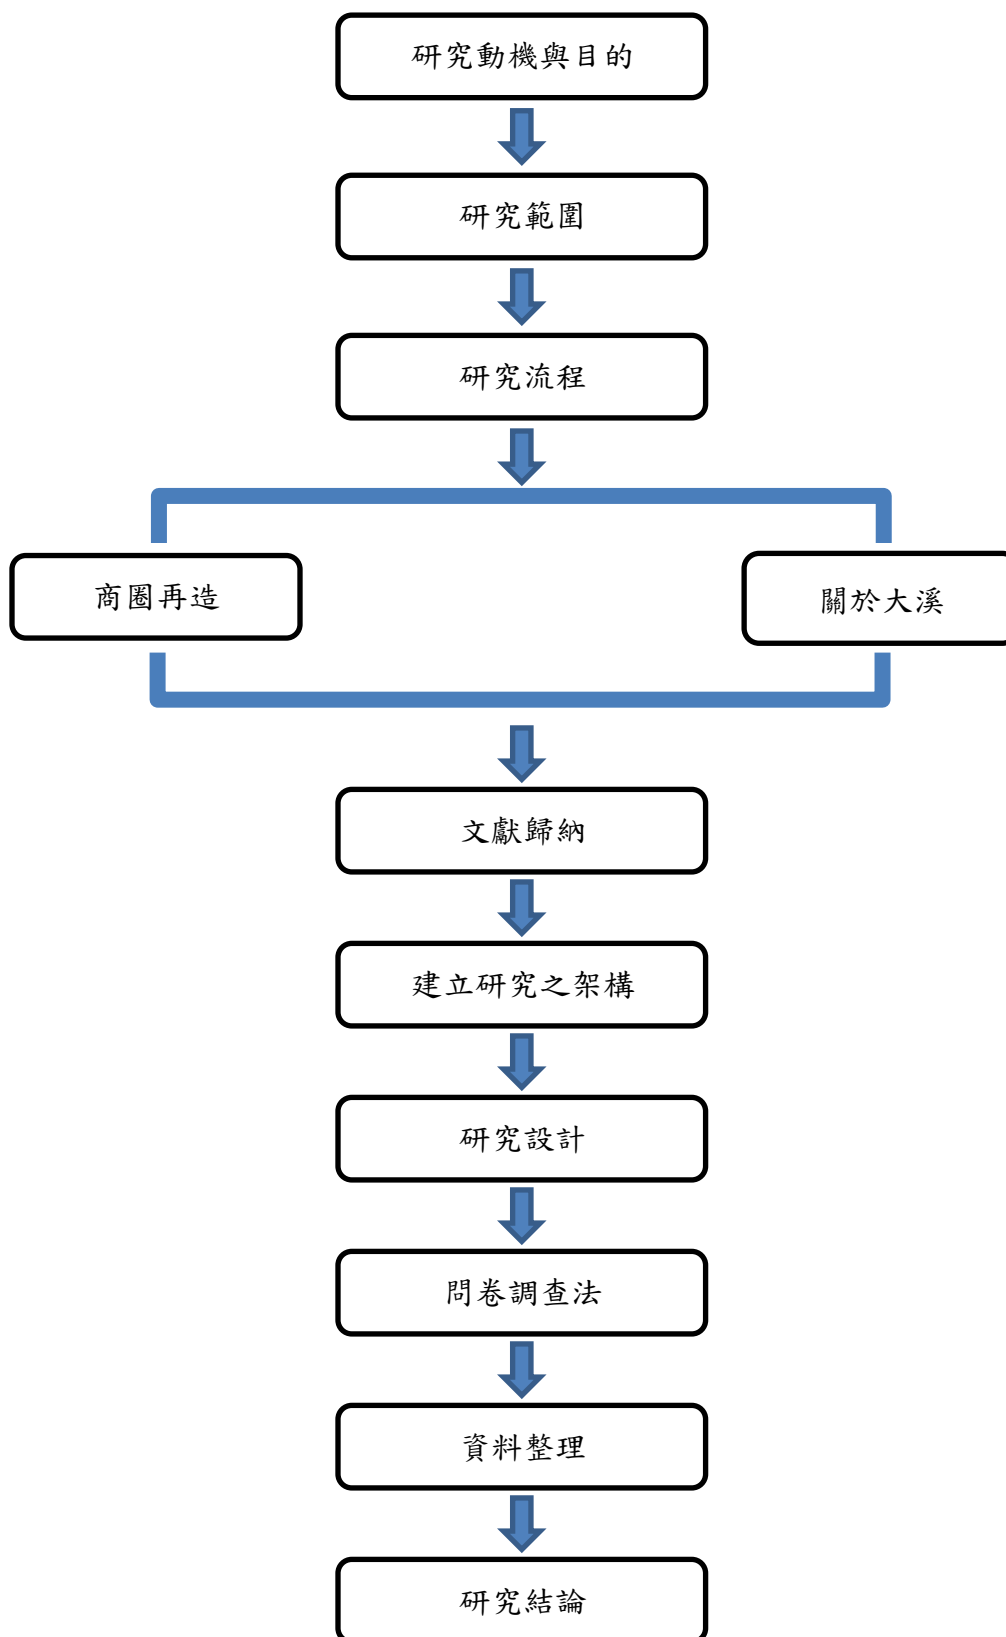 研究動機與目的
研究範圍
研究流程
商圈再造
關於大溪
文獻歸納
建立研究之架構
研究設計
問卷調查法
資料整理
研究結論